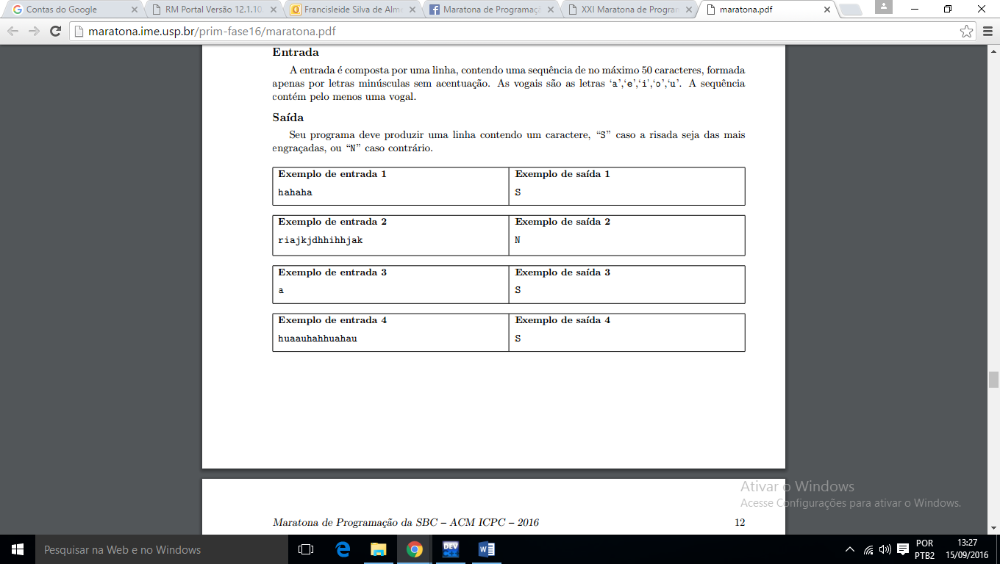 Contas do Google
RM Portal Versão 12.1.10
Francisleide Silva de Alme
Maratona de Programaçã
XXI Maratona de Program
maratona.pdf
maratona.ime.usp.br/prim-fase16/maratona.pdf
Entrada
A entrada é composta por uma linha, contendo uma sequência de no máximo 50 caracteres, formada
apenas por letras minúsculas sem acentuação. As vogais são as letras ‘a’,‘e’,‘i’,‘o’,‘u’. A sequência
contém pelo menos uma vogal.
Saída
Seu programa deve produzir uma linha contendo um caractere, “S” caso a risada seja das mais
engraçadas, ou “N” caso contrário.
Exemplo de entrada 1 Exemplo de saída 1
hahaha S
Exemplo de entrada 2 Exemplo de saída 2
riajkjdhhihhjak N
Exemplo de entrada 3 Exemplo de saída 3
a S
Exemplo de entrada 4 Exemplo de saída 4
huaauhahhuahau S
Ativar o Windows
Acesse Configurações para ativar o Windows.
Maratona de Programação da SBC – ACM ICPC – 2016 12
Pesquisar na Web e no Windows
DEV
C++
POR 13:27
PTB2 15/09/2016